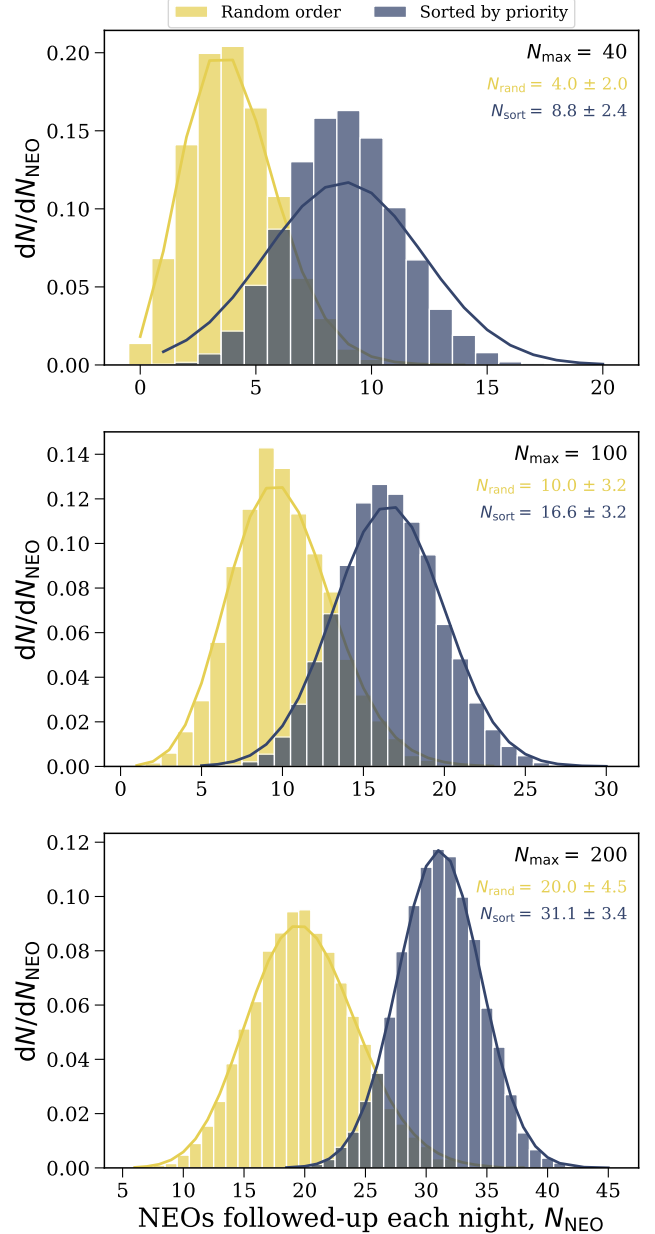 Random order Sorted by priority
N_max = 40
N_rand = 4.0 ± 2.0
N_sort = 8.8 ± 2.4
dN/dN_NEO
0.20
0.15
0.10
0.05
0.00
0 5 10 15 20
N_max = 100
N_rand = 10.0 ± 3.2
N_sort = 16.6 ± 3.2
dN/dN_NEO
0.14
0.12
0.10
0.08
0.06
0.04
0.02
0.00
0 5 10 15 20 25 30
N_max = 200
N_rand = 20.0 ± 4.5
N_sort = 31.1 ± 3.4
dN/dN_NEO
0.12
0.10
0.08
0.06
0.04
0.02
0.00
5 10 15 20 25 30 35 40 45
NEOs followed-up each night, N_NEO